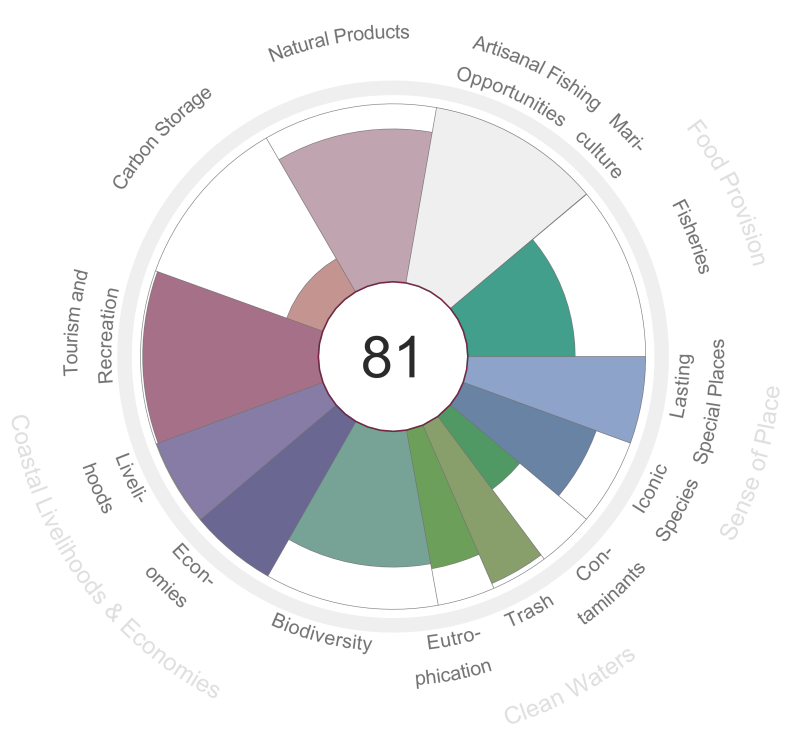 Natural Products
Artisanal Fishing
Opportunities
Mari-
culture
Food Provision
Fisheries
Carbon Storage
Tourism and
Recreation
81
Lasting
Special Places
Iconic
Species
Sense of Place
Coastal Livelihoods & Economies
Liveli-
hoods
Econ-
omies
Biodiversity
Eutro-
phication
Trash
Con-
taminants
Clean Waters